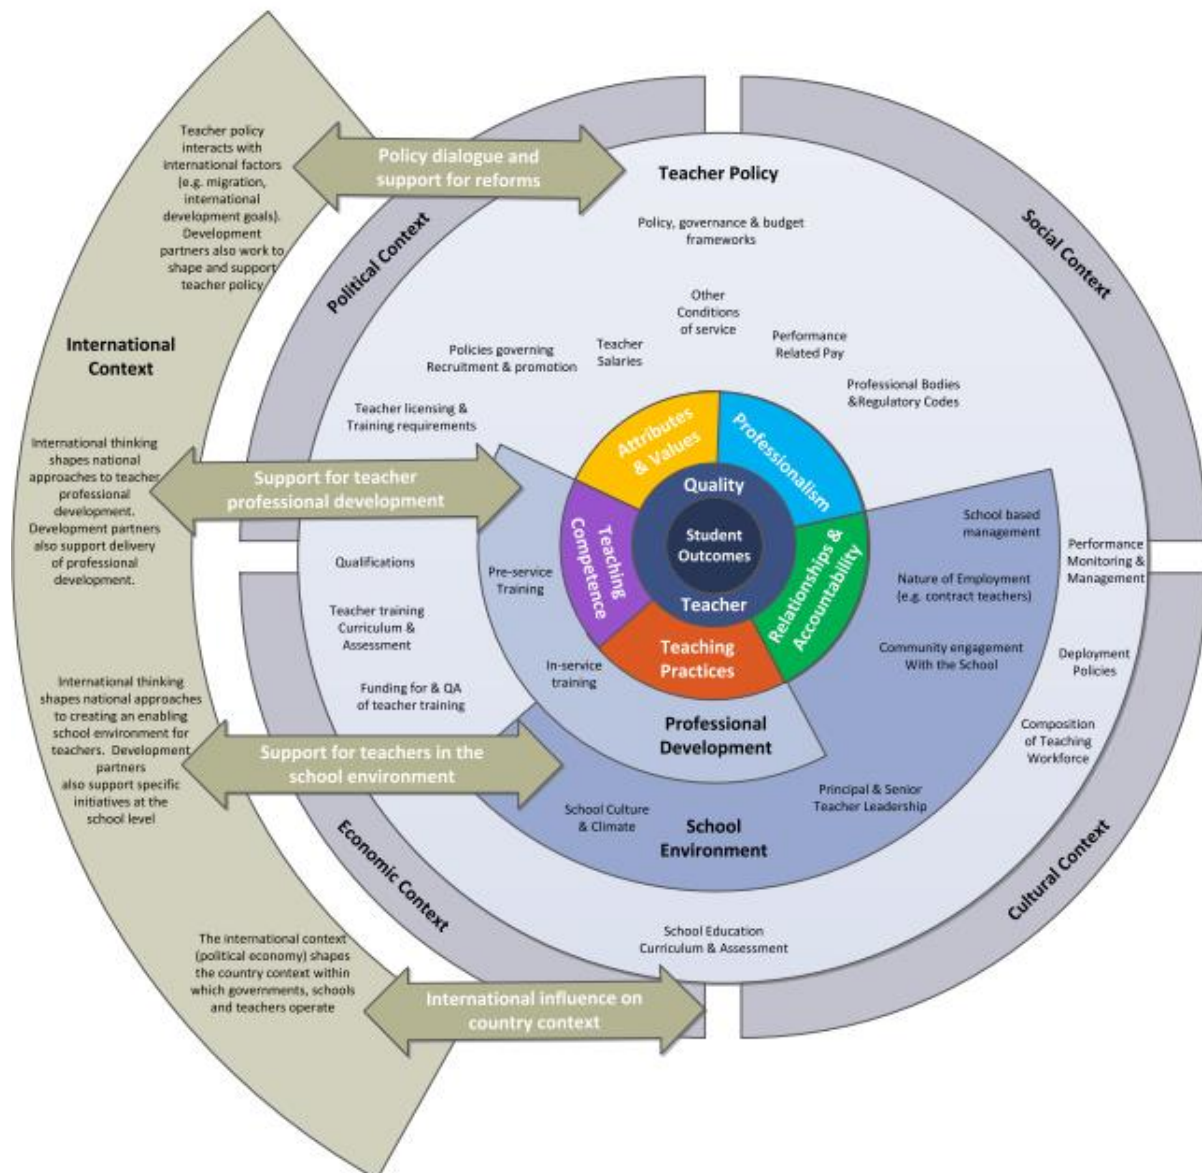 Teacher policy
interacts with
international factors
(e.g. migration,
international
development goals).
Development
partners also work to
shape and support
teacher policy
International
Context
International thinking
shapes national
approaches to teacher
professional
development.
Development partners
also support delivery
of professional
development.
International thinking
shapes national approaches
to creating an enabling
school environment for
teachers. Development
partners
also support specific
initiatives at the
school level
The international context
(political economy) shapes
the country context within
which governments, schools
and teachers operate
Policy dialogue and
support for reforms
Support for teacher
professional development
Support for teachers in the
school environment
International influence on
country context
Political Context
Social Context
Economic Context
Cultural Context
Teacher Policy
Policy, governance & budget
frameworks
Other
Conditions
of service
Teacher
Salaries
Performance
Related Pay
Policies governing
Recruitment & promotion
Professional Bodies
&Regulatory Codes
Teacher licensing &
Training requirements
Qualifications
Teacher training
Curriculum &
Assessment
Funding for & QA
of teacher training
Performance
Monitoring &
Management
Deployment
Policies
Composition
of Teaching
Workforce
School Education
Curriculum & Assessment
Attributes
& Values
Professionalism
Teaching
Competence
Relationships &
Accountability
Teaching
Practices
Quality
Student
Outcomes
Teacher
Pre-service
Training
In-service
training
Professional
Development
School based
management
Nature of Employment
(e.g. contract teachers)
Community engagement
With the School
Principal & Senior
Teacher Leadership
School Culture
& Climate
School
Environment